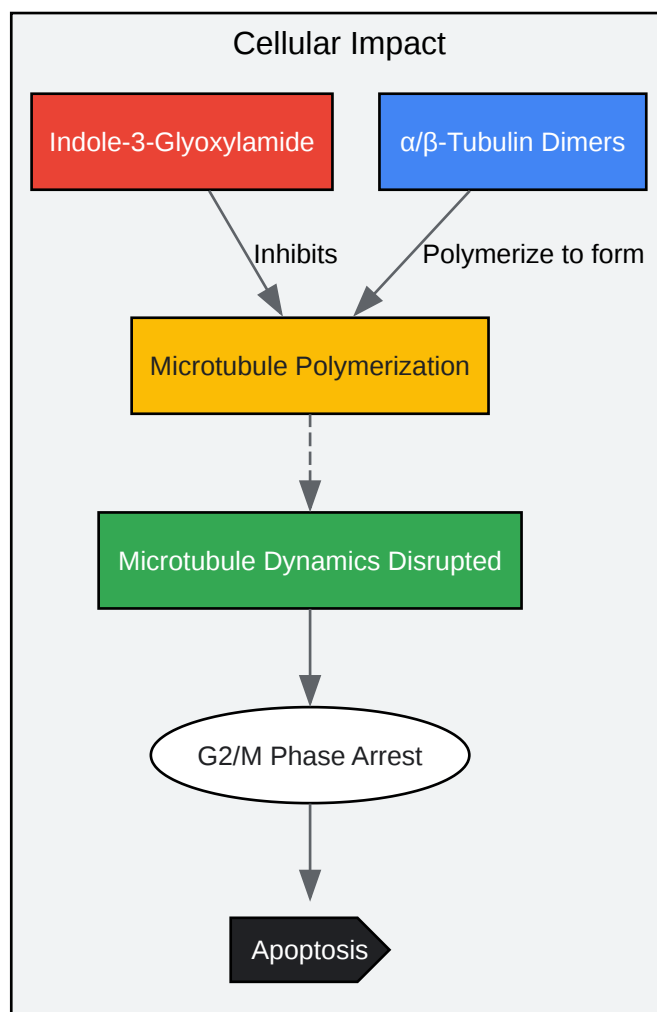 Cellular Impact
Indole-3-Glyoxylamide
α/β-Tubulin Dimers
Inhibits
Polymerize to form
Microtubule Polymerization
Microtubule Dynamics Disrupted
G2/M Phase Arrest
Apoptosis